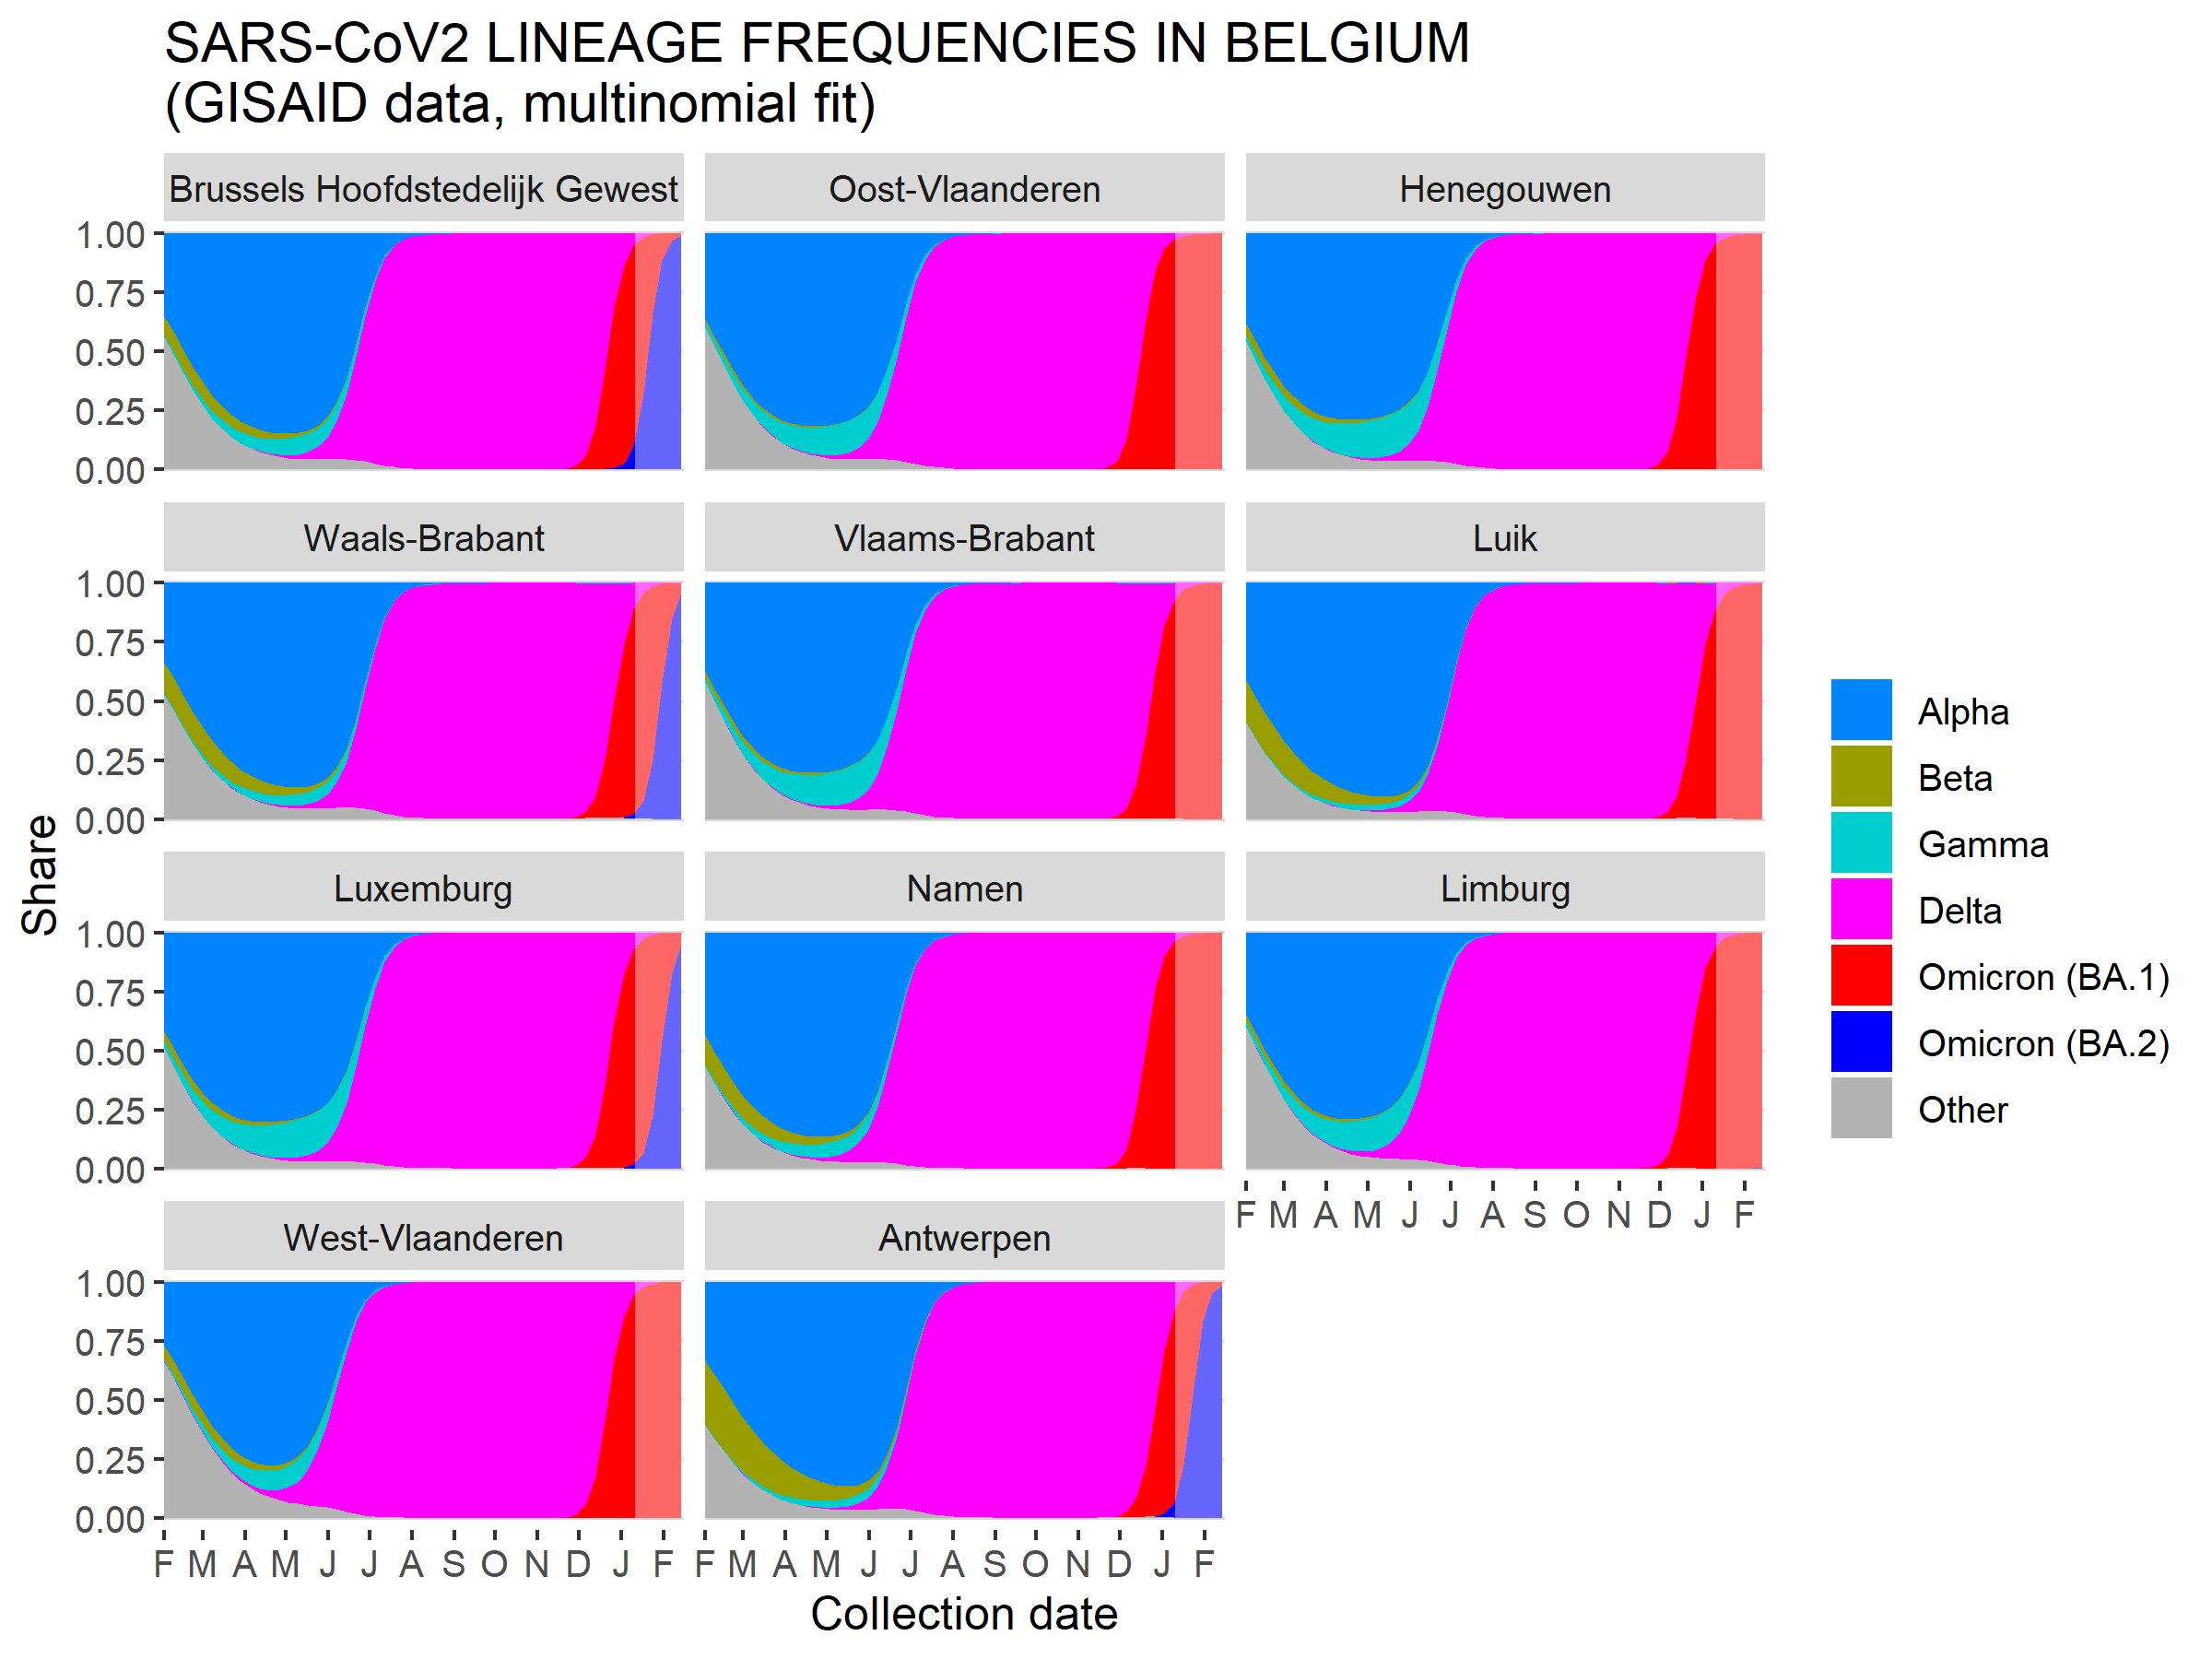 SARS-CoV2 LINEAGE FREQUENCIES IN BELGIUM
(GISAID data, multinomial fit)
Brussels Hoofdstedelijk Gewest
Oost-Vlaanderen
Henegouwen
1.00
0.75
0.50
0.25
0.00
Waals-Brabant
Vlaams-Brabant
Luik
1.00
0.75
0.50
0.25
0.00
Luxemburg
Namen
Limburg
1.00
0.75
0.50
0.25
0.00
F M A M J J A S O N D J F
West-Vlaanderen
Antwerpen
1.00
0.75
0.50
0.25
0.00
F M A M J J A S O N D J F
F M A M J J A S O N D J F
Share
Collection date
Alpha
Beta
Gamma
Delta
Omicron (BA.1)
Omicron (BA.2)
Other